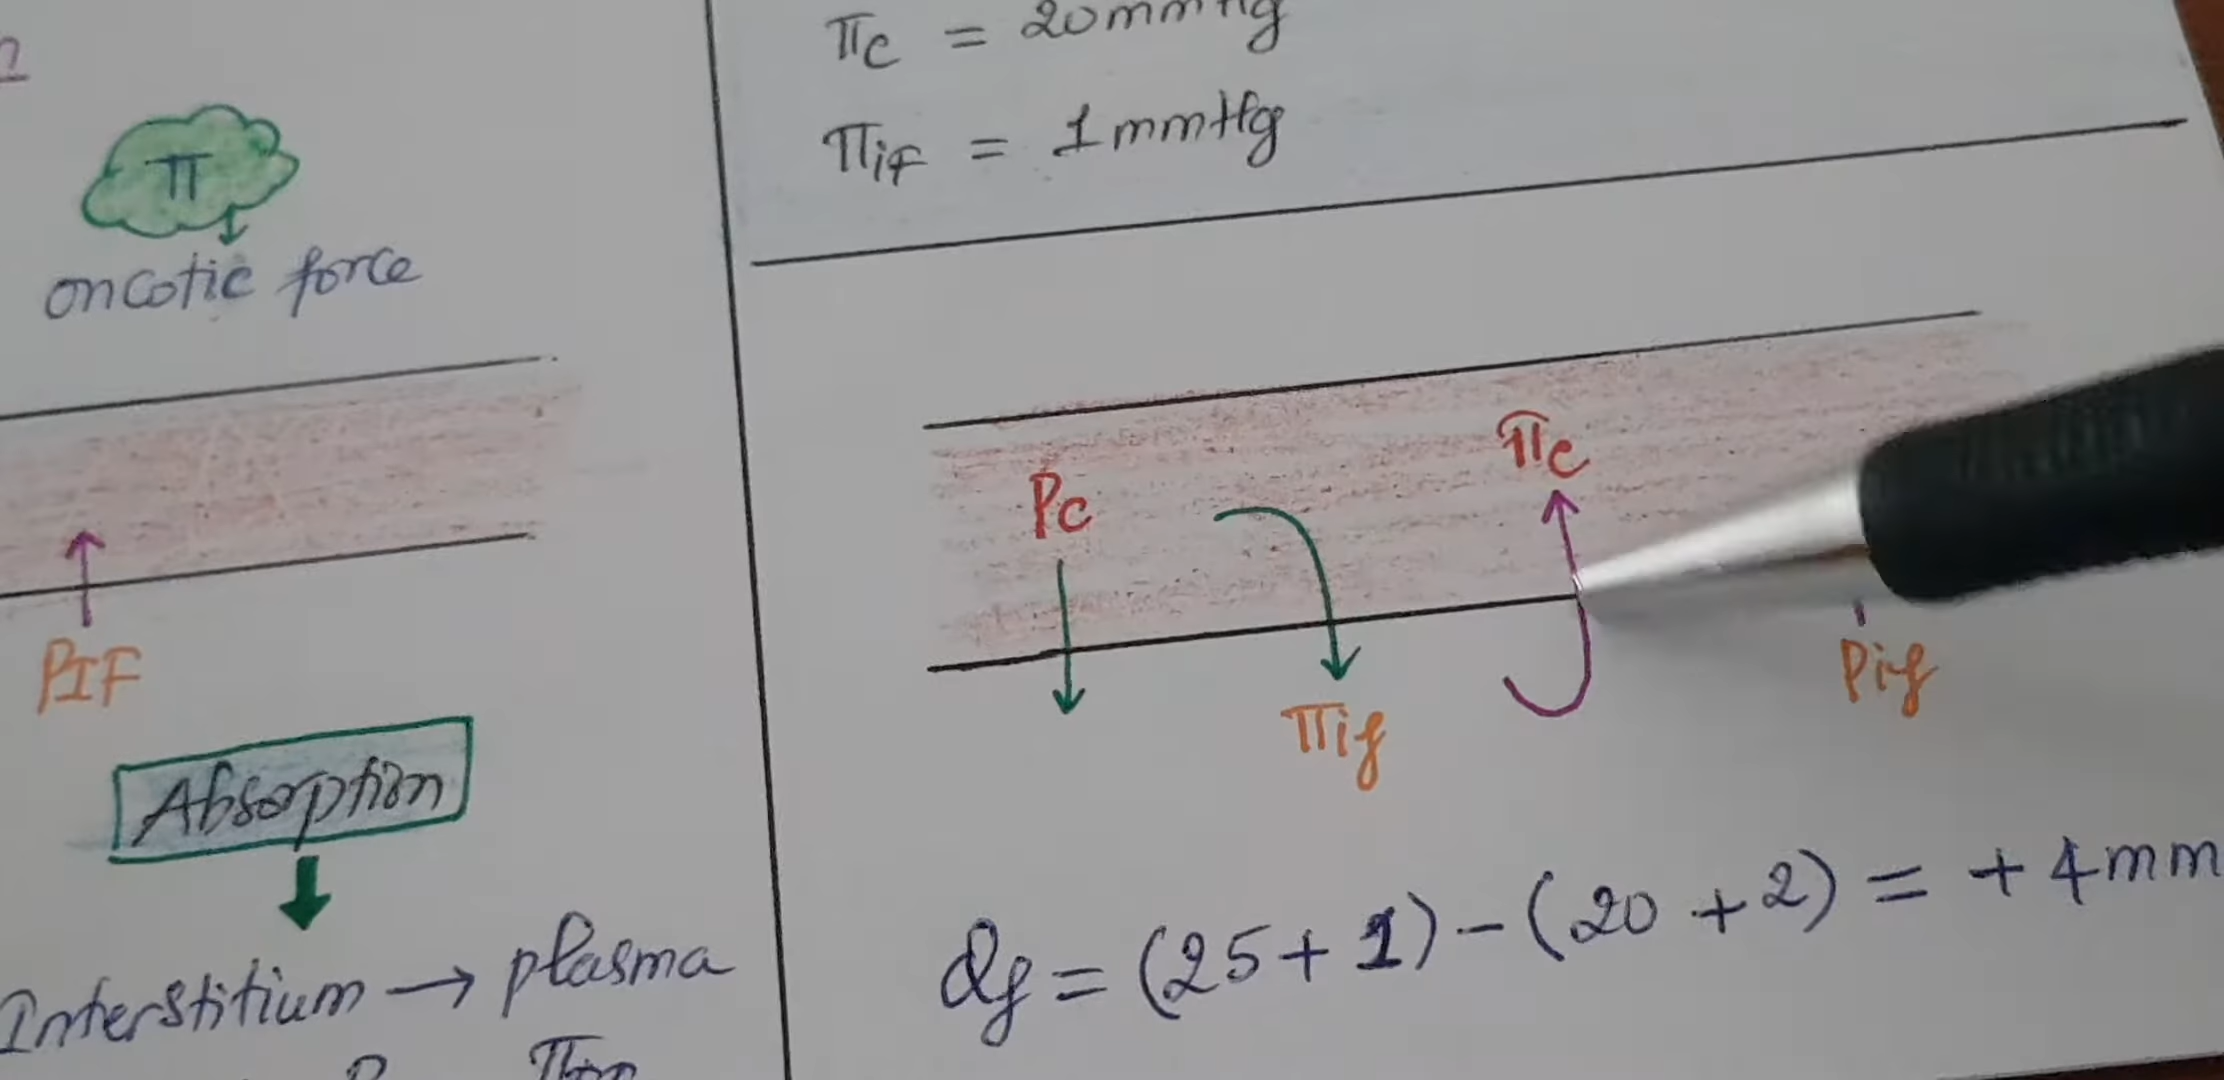 π
oncotic force
PIF
Absorption
Interstitium → plasma
πc = 20mmHg
πif = 1mmHg
Pc
πc
πif
Pif
Qf = (25+1)-(20+2) = +4mm